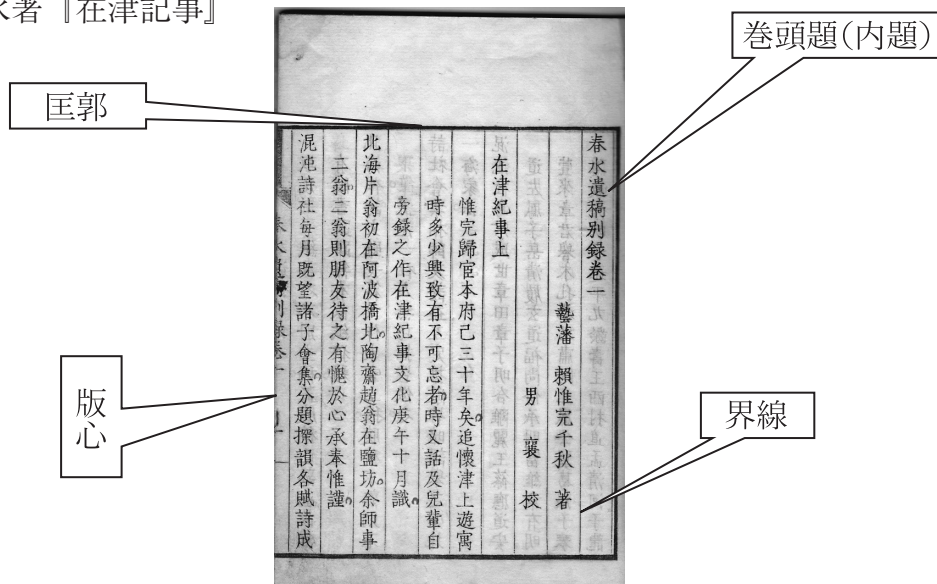 水著『在津記事』
巻頭題(内題)
匡郭
版心
界線
春水遺稿別録卷一
藝藩 賴惟完千秋 著
男 襄 校
在津紀事上
惟完歸宦本府已三十年矣追懷津上遊寓
時多少興致有不可忘者時又話及兒輩自
旁録之作在津紀事文化庚午十月識
北海片翁初在阿波橋北陶齋趙翁在鹽坊余師事
二翁二翁則朋友待之有愧於心承奉惟謹
混沌詩社每月既望諸子會集分題探韻各賦詩成